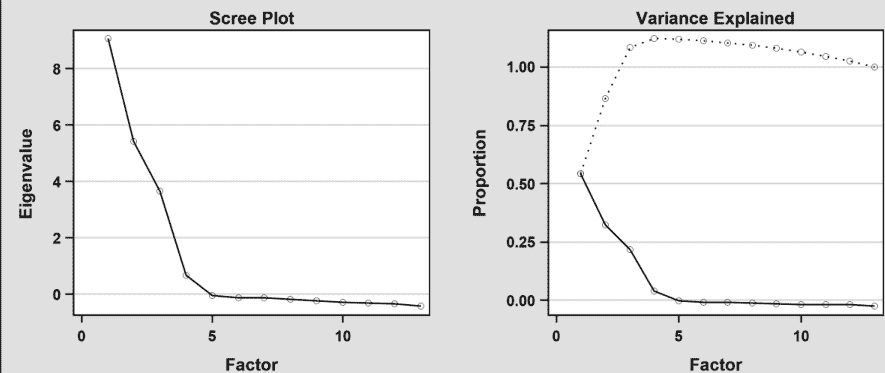 Scree Plot
Eigenvalue
8
6
4
2
0
0 5 10
Factor
Variance Explained
Proportion
1.00
0.75
0.50
0.25
0.00
0 5 10
Factor